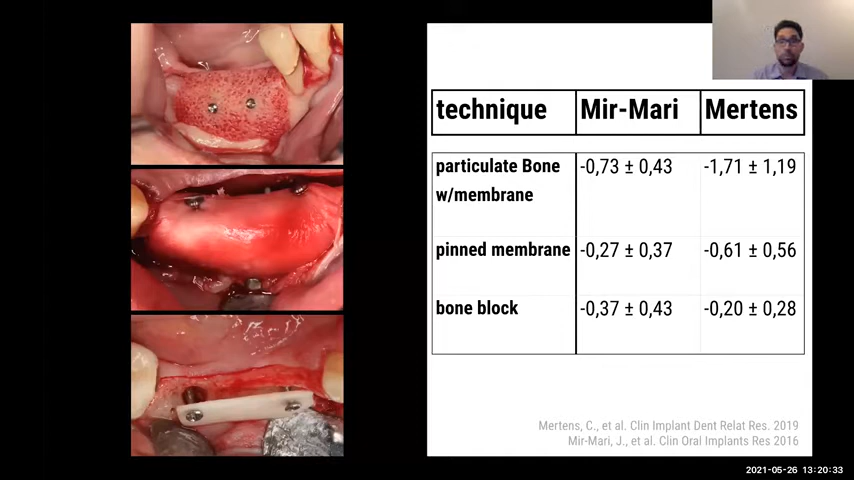 technique Mir-Mari Mertens
particulate Bone -0,73 ± 0,43 -1,71 ± 1,19
w/membrane
pinned membrane -0,27 ± 0,37 -0,61 ± 0,56
bone block -0,37 ± 0,43 -0,20 ± 0,28
Mertens, C., et al. Clin Implant Dent Relat Res. 2019
Mir-Mari, J., et al. Clin Oral Implants Res 2016
2021-05-26 13:20:33